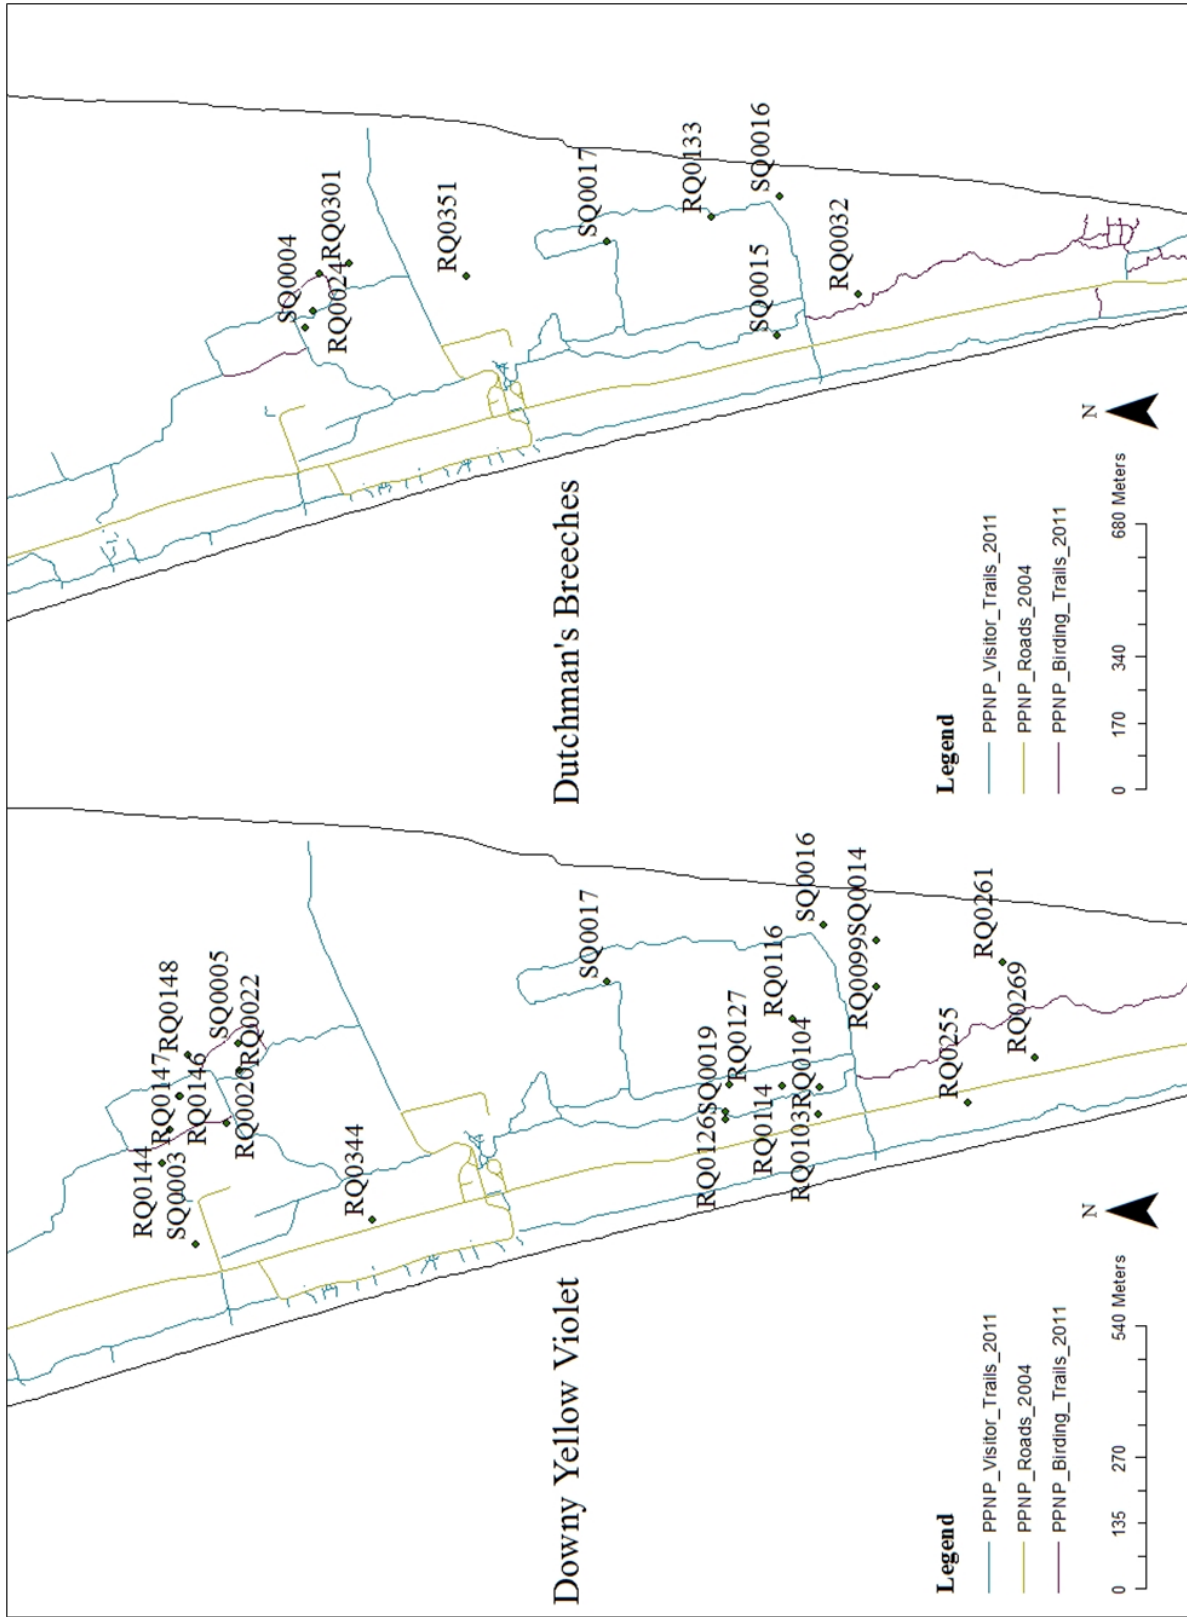 Downy Yellow Violet
RQ0144
SQ0003
RQ0147
RQ0146
RQ0148
SQ0005
RQ0020
RQ0022
RQ0344
SQ0017
RQ0126
SQ0019
RQ0127
RQ0114
RQ0116
RQ0103
RQ0104
SQ0016
RQ0099
SQ0014
RQ0255
RQ0269
RQ0261
Legend
PPNP_Visitor_Trails_2011
PPNP_Roads_2004
PPNP_Birding_Trails_2011
0 135 270 540 Meters
N
Dutchman's Breeches
SQ0004
RQ0024
RQ0301
RQ0351
SQ0017
RQ0133
SQ0015
SQ0016
RQ0032
Legend
PPNP_Visitor_Trails_2011
PPNP_Roads_2004
PPNP_Birding_Trails_2011
0 170 340 680 Meters
N